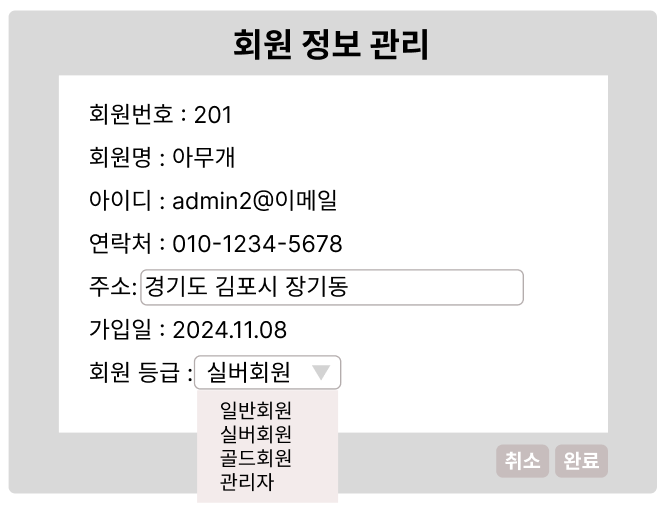 회원 정보 관리
회원번호 : 201
회원명 : 아무개
아이디 : admin2@이메일
연락처 : 010-1234-5678
주소: 경기도 김포시 장기동
가입일 : 2024.11.08
회원 등급 : 실버회원 ▼
일반회원
실버회원
골드회원
관리자
취소 완료